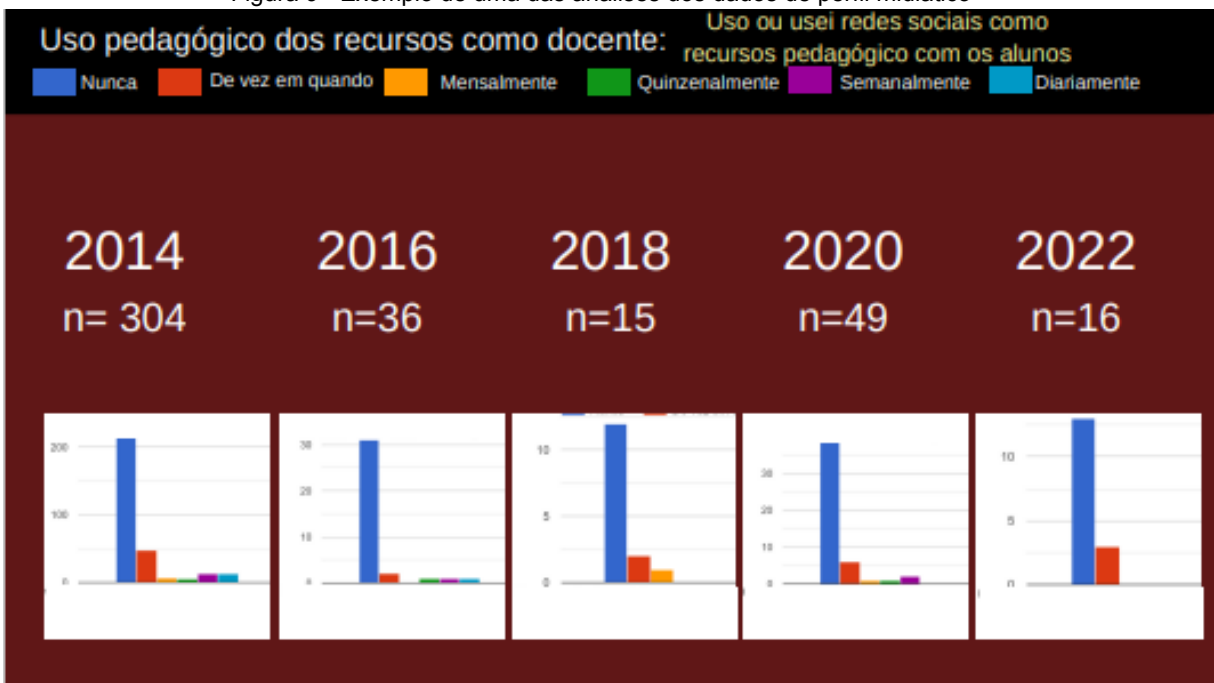 Uso pedagógico dos recursos como docente:
Uso ou usei redes sociais como
recursos pedagógico com os alunos
Nunca De vez em quando Mensalmente Quinzenalmente Semanalmente Diariamente
2014 2016 2018 2020 2022
n= 304 n=36 n=15 n=49 n=16
200
100
0
30
20
10
0
10
5
0
30
20
10
0
10
5
0